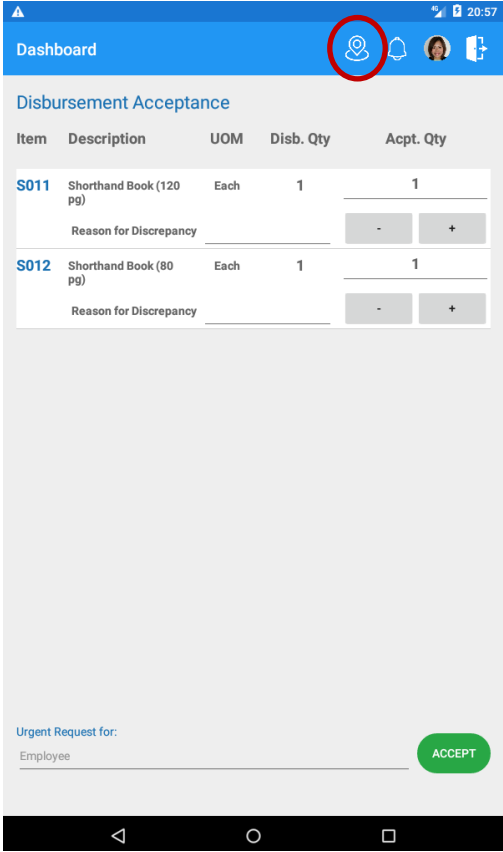 4G 20:57
Dashboard
Disbursement Acceptance
Item Description UOM Disb. Qty Acpt. Qty
S011 Shorthand Book (120 Each 1 1
pg)
Reason for Discrepancy - +
S012 Shorthand Book (80 Each 1 1
pg)
Reason for Discrepancy - +
Urgent Request for:
Employee
ACCEPT